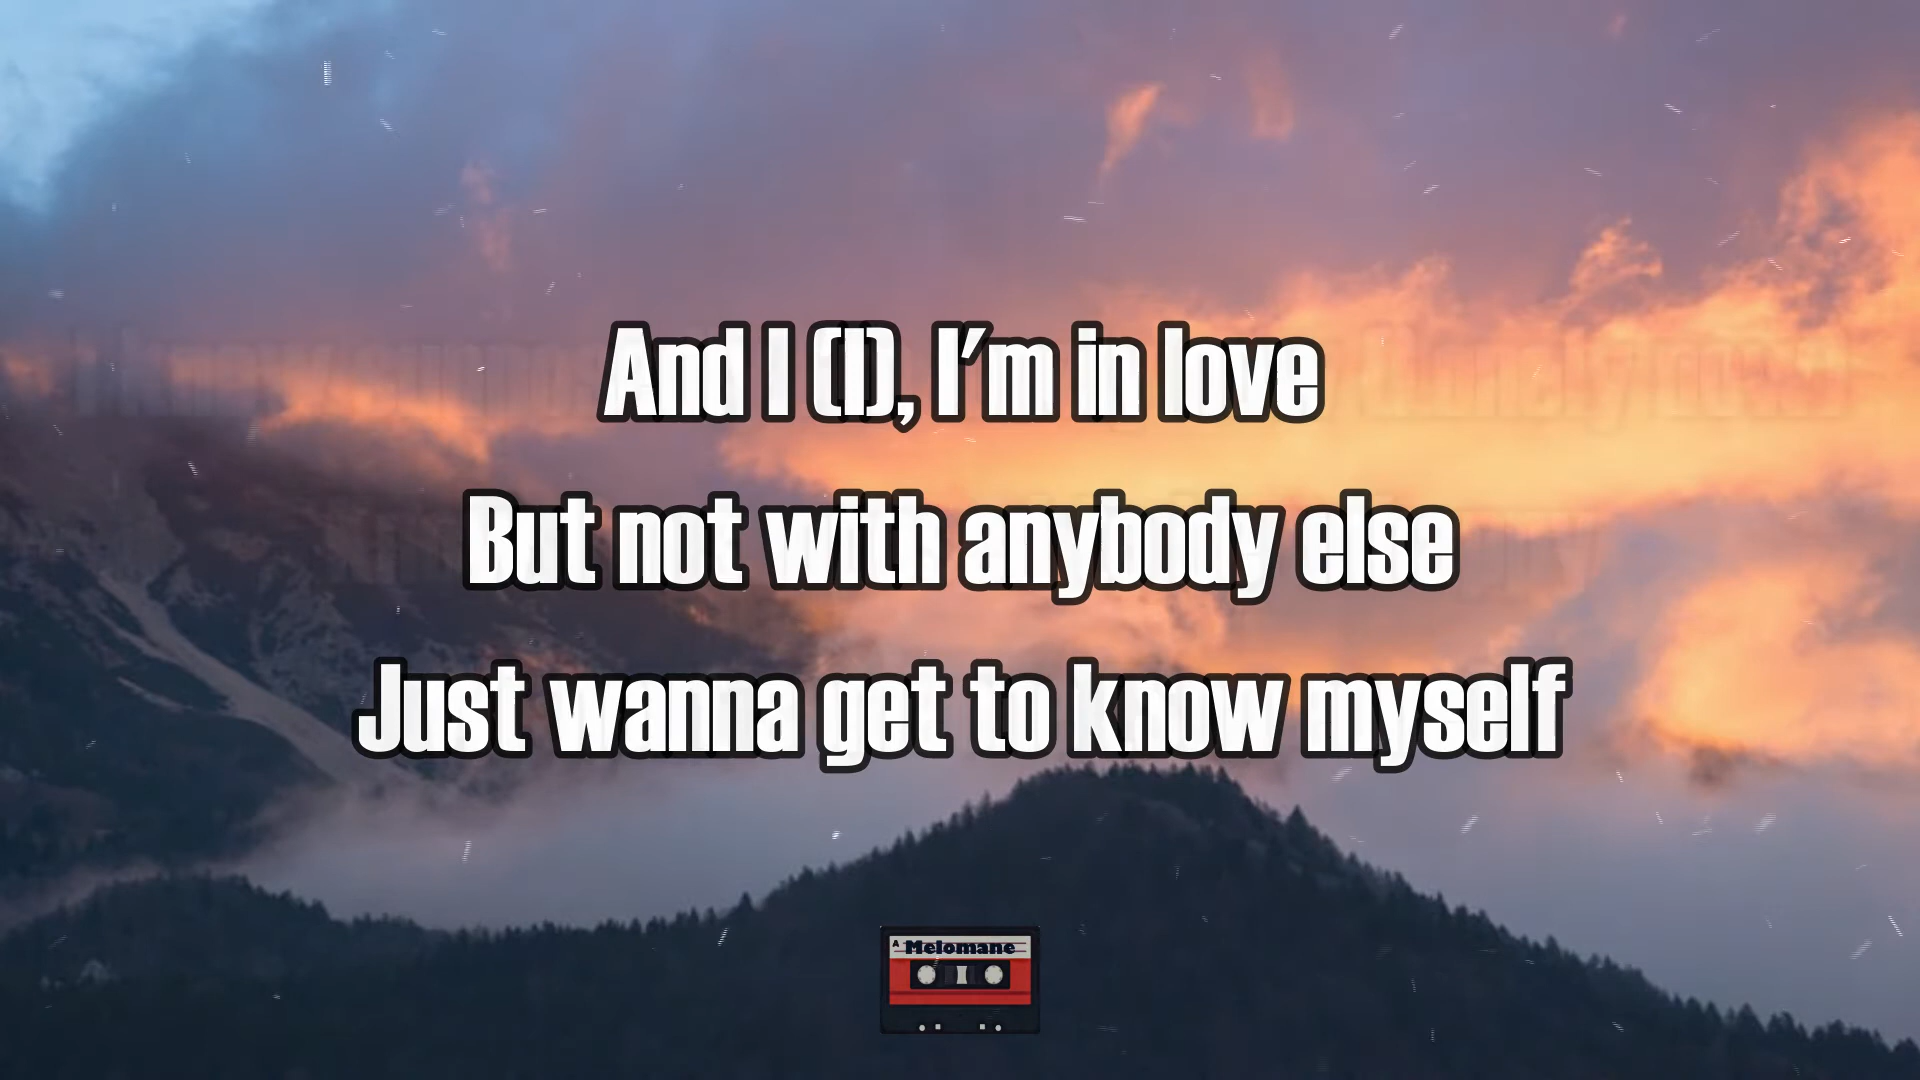 And I (I), I'm in love
But not with anybody else
Just wanna get to know myself
A Melomane